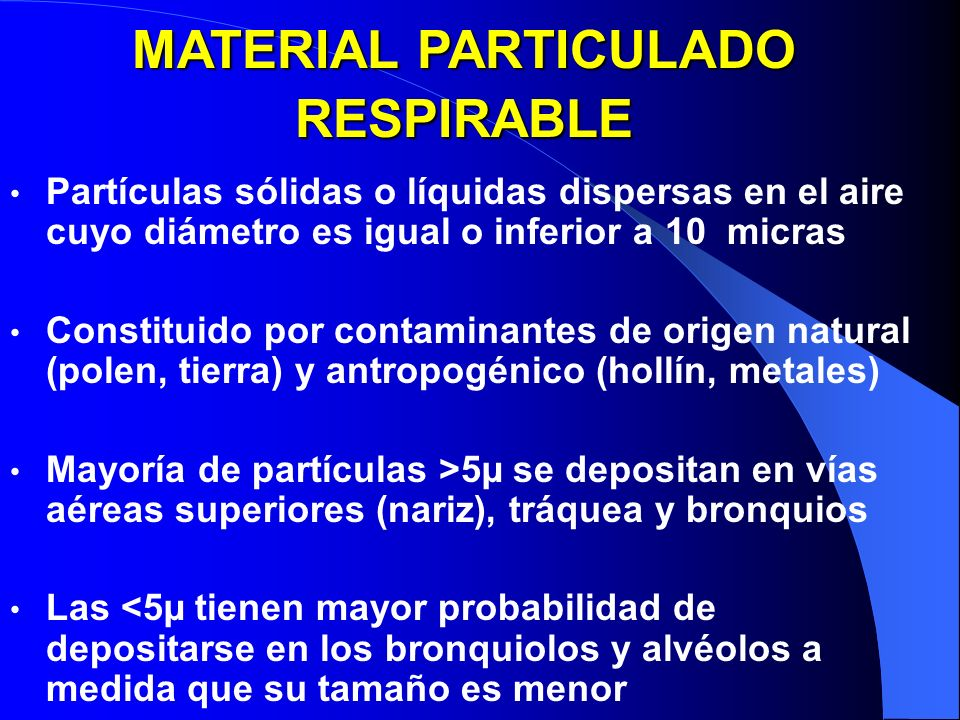 MATERIAL PARTICULADO
RESPIRABLE
• Partículas sólidas o líquidas dispersas en el aire
cuyo diámetro es igual o inferior a 10 micras
• Constituido por contaminantes de origen natural
(polen, tierra) y antropogénico (hollín, metales)
• Mayoría de partículas >5µ se depositan en vías
aéreas superiores (nariz), tráquea y bronquios
• Las <5µ tienen mayor probabilidad de
depositarse en los bronquiolos y alvéolos a
medida que su tamaño es menor